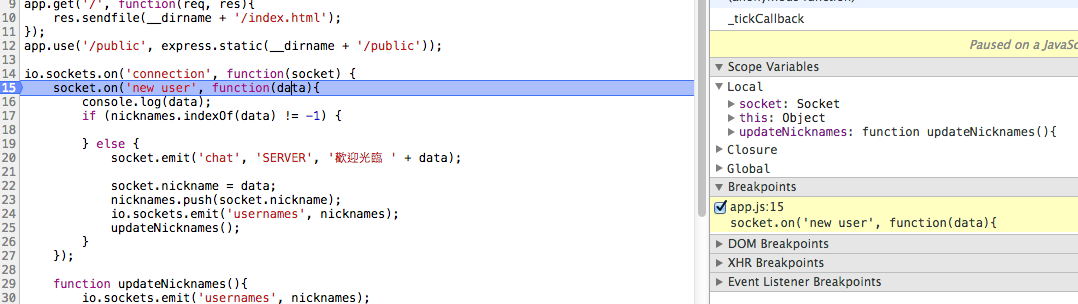 9 app.get('/', function(req, res){
10 res.sendfile(__dirname + '/index.html');
11 });
12 app.use('/public', express.static(__dirname + '/public'));
13
14 io.sockets.on('connection', function(socket) {
15 socket.on('new user', function(data){
16 console.log(data);
17 if (nicknames.indexOf(data) != -1) {
18
19 } else {
20 socket.emit('chat', 'SERVER', '歡迎光臨 ' + data);
21
22 socket.nickname = data;
23 nicknames.push(socket.nickname);
24 io.sockets.emit('usernames', nicknames);
25 updateNicknames();
26 }
27 });
28
29 function updateNicknames(){
30 io.sockets.emit('usernames', nicknames);
_tickCallback
Paused on a JavaSc
Scope Variables
Local
socket: Socket
this: Object
updateNicknames: function updateNicknames(){
Closure
Global
Breakpoints
app.js:15
socket.on('new user', function(data){
DOM Breakpoints
XHR Breakpoints
Event Listener Breakpoints